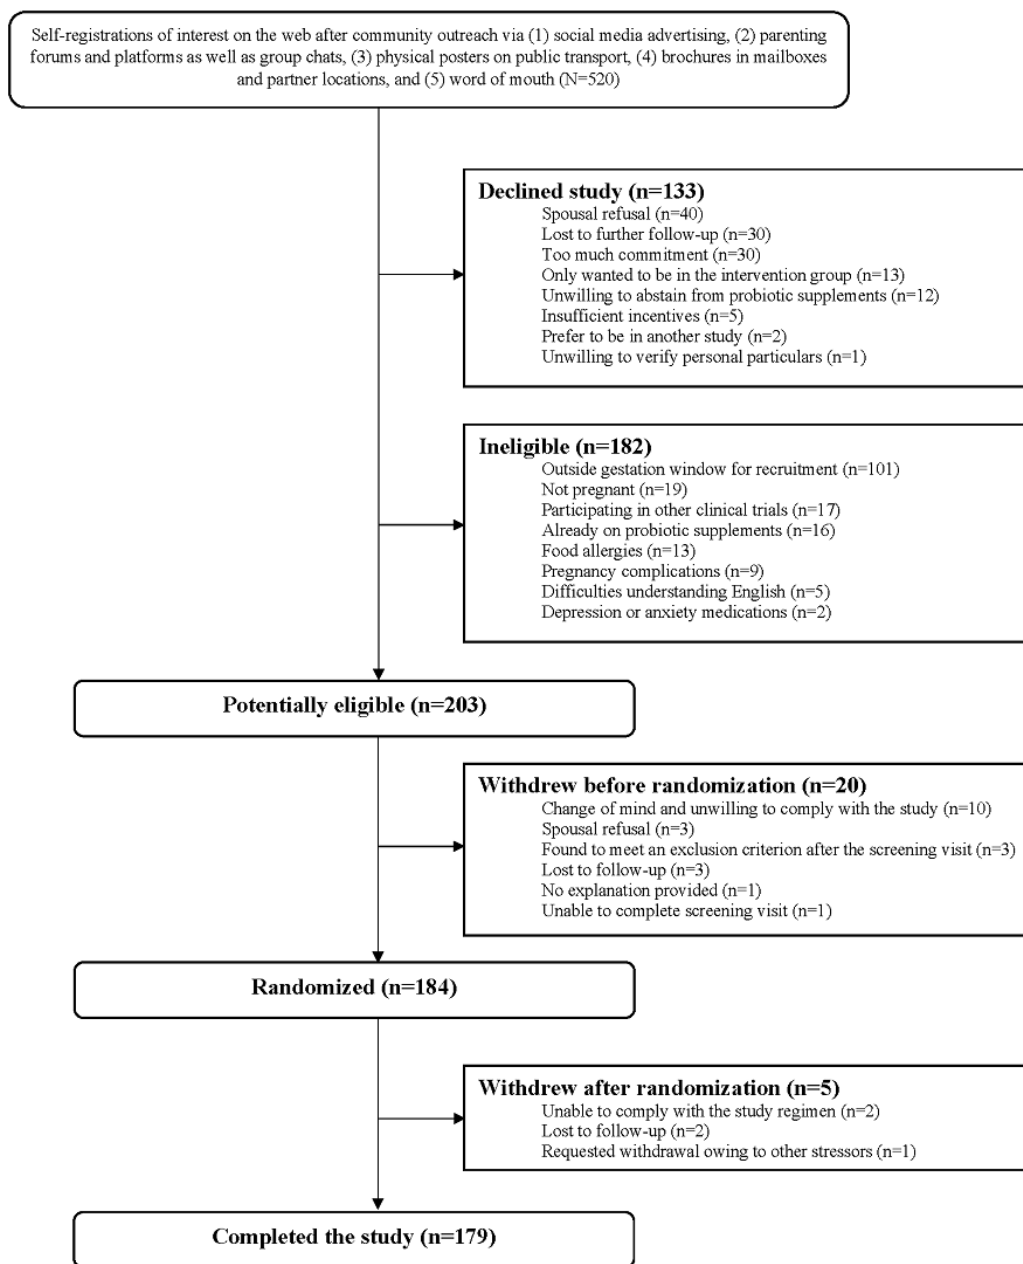 Self-registrations of interest on the web after community outreach via (1) social media advertising, (2) parenting
forums and platforms as well as group chats, (3) physical posters on public transport, (4) brochures in mailboxes
and partner locations, and (5) word of mouth (N=520)
Declined study (n=133)
Spousal refusal (n=40)
Lost to further follow-up (n=30)
Too much commitment (n=30)
Only wanted to be in the intervention group (n=13)
Unwilling to abstain from probiotic supplements (n=12)
Insufficient incentives (n=5)
Prefer to be in another study (n=2)
Unwilling to verify personal particulars (n=1)
Ineligible (n=182)
Outside gestation window for recruitment (n=101)
Not pregnant (n=19)
Participating in other clinical trials (n=17)
Already on probiotic supplements (n=16)
Food allergies (n=13)
Pregnancy complications (n=9)
Difficulties understanding English (n=5)
Depression or anxiety medications (n=2)
Potentially eligible (n=203)
Withdrew before randomization (n=20)
Change of mind and unwilling to comply with the study (n=10)
Spousal refusal (n=3)
Found to meet an exclusion criterion after the screening visit (n=3)
Lost to follow-up (n=3)
No explanation provided (n=1)
Unable to complete screening visit (n=1)
Randomized (n=184)
Withdrew after randomization (n=5)
Unable to comply with the study regimen (n=2)
Lost to follow-up (n=2)
Requested withdrawal owing to other stressors (n=1)
Completed the study (n=179)